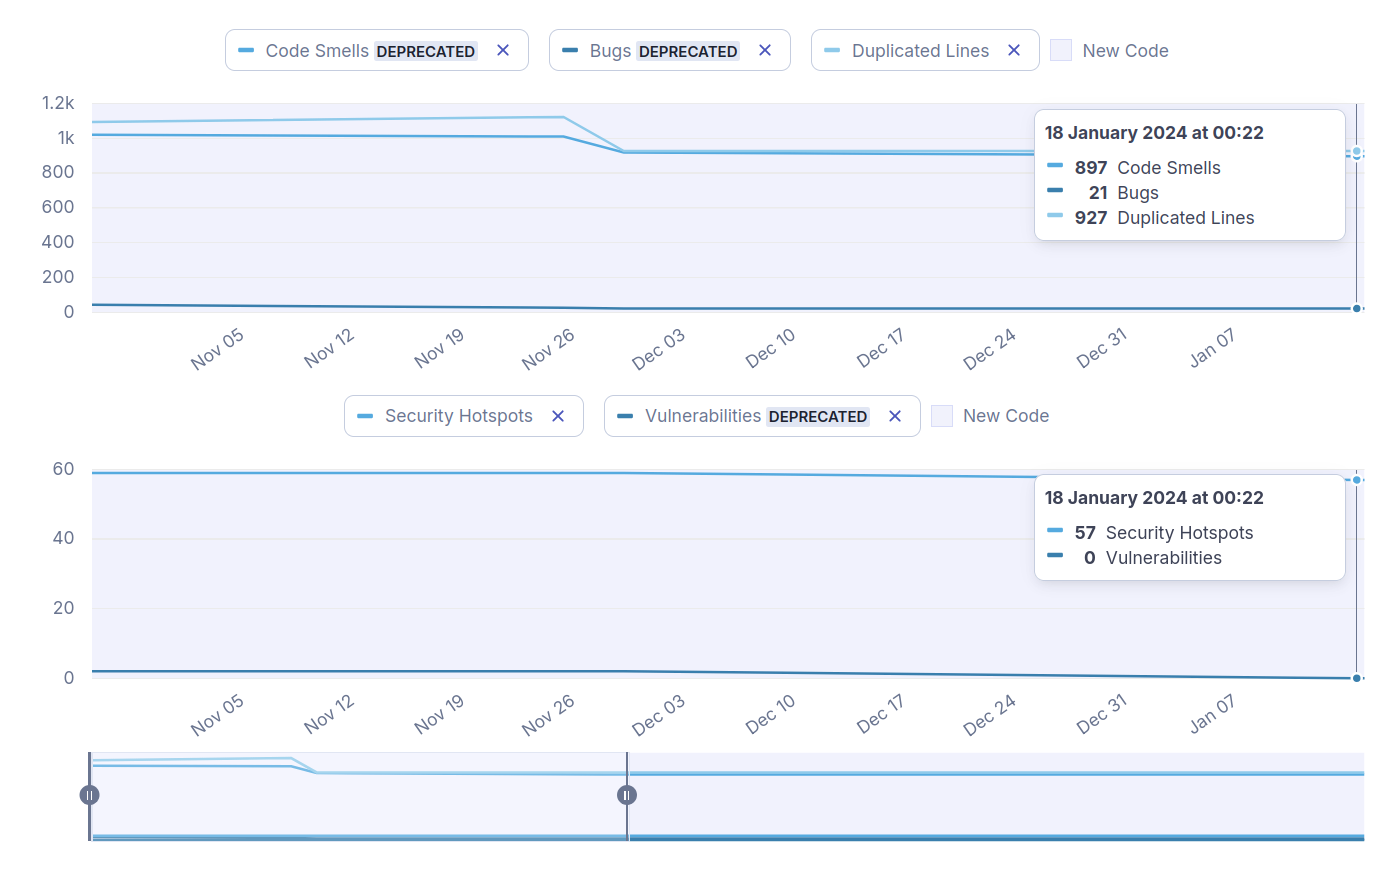 Code Smells DEPRECATED ✕ Bugs DEPRECATED ✕ Duplicated Lines ✕ New Code
1.2k
1k
800
600
400
200
0
18 January 2024 at 00:22
897 Code Smells
21 Bugs
927 Duplicated Lines
Nov 05 Nov 12 Nov 19 Nov 26 Dec 03 Dec 10 Dec 17 Dec 24 Dec 31 Jan 07
Security Hotspots ✕ Vulnerabilities DEPRECATED ✕ New Code
60
40
20
0
18 January 2024 at 00:22
57 Security Hotspots
0 Vulnerabilities
Nov 05 Nov 12 Nov 19 Nov 26 Dec 03 Dec 10 Dec 17 Dec 24 Dec 31 Jan 07